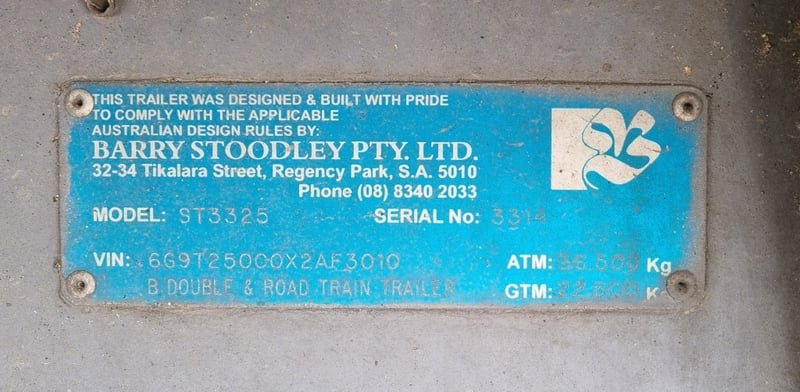 THIS TRAILER WAS DESIGNED & BUILT WITH PRIDE
TO COMPLY WITH THE APPLICABLE
AUSTRALIAN DESIGN RULES BY:
BARRY STOODLEY PTY. LTD.
32-34 Tikalara Street, Regency Park, S.A. 5010
Phone (08) 8340 2033
MODEL: ST3325 SERIAL No: 3314
VIN: 6G9T25000X2AF3010 ATM: 36.500 Kg
B DOUBLE & ROAD TRAIN TRAILER GTM: